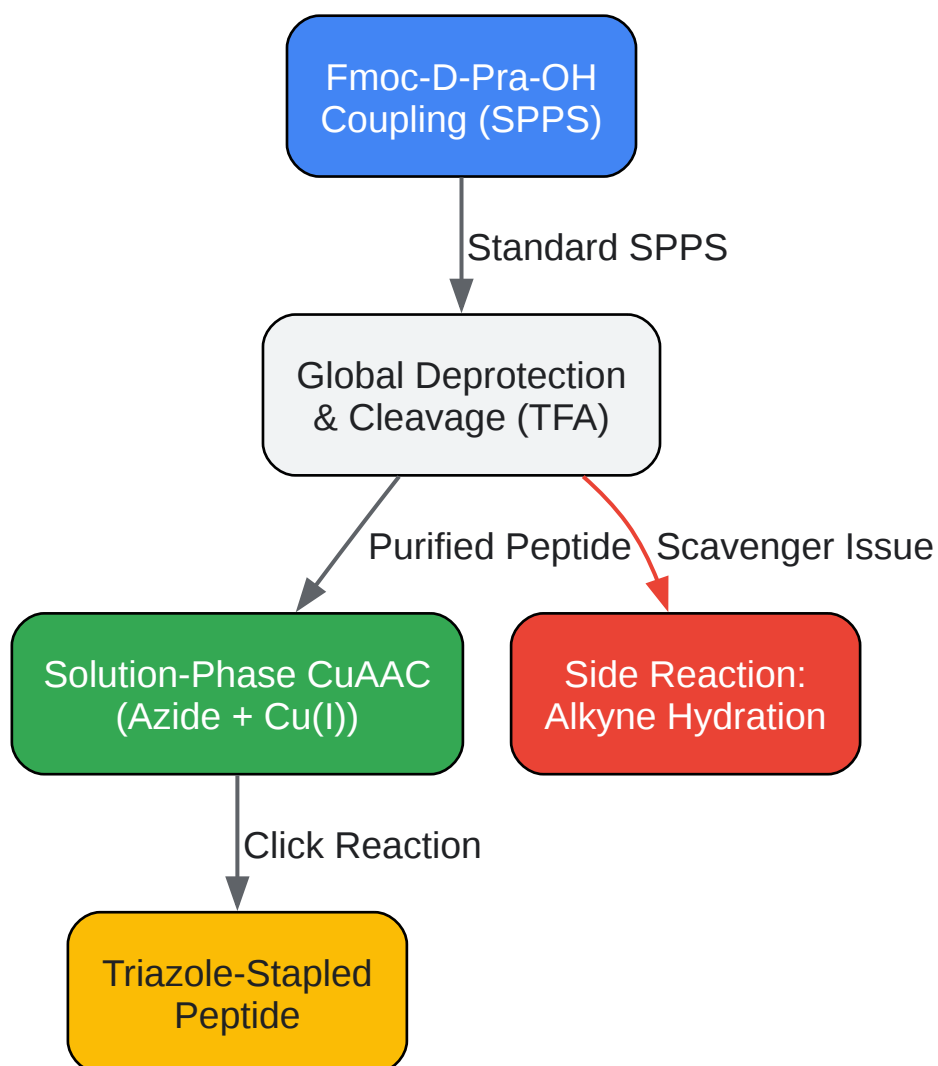 Fmoc-D-Pra-OH
Coupling (SPPS)
Standard SPPS
Global Deprotection
& Cleavage (TFA)
Purified Peptide
Scavenger Issue
Solution-Phase CuAAC
(Azide + Cu(I))
Side Reaction:
Alkyne Hydration
Click Reaction
Triazole-Stapled
Peptide